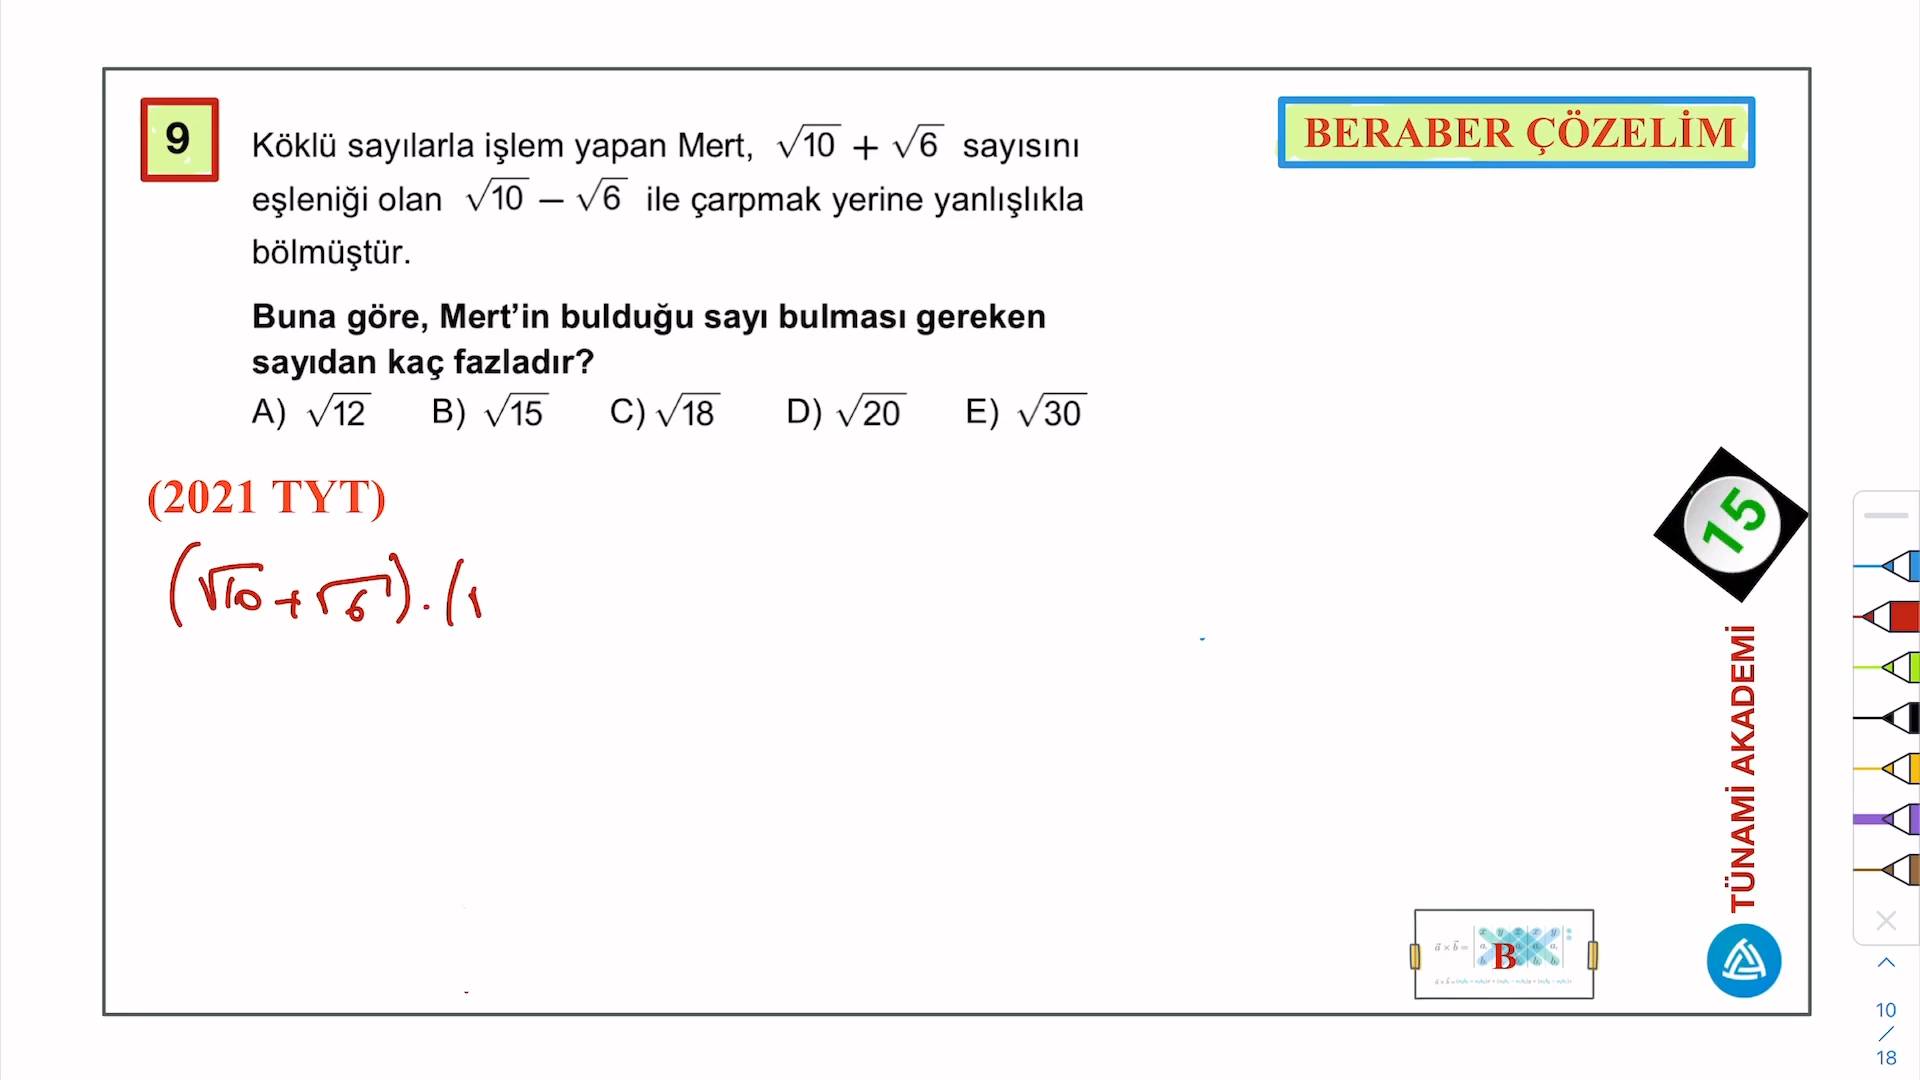 9
BERABER ÇÖZELİM
Köklü sayılarla işlem yapan Mert, √10 + √6 sayısını
eşleniği olan √10 − √6 ile çarpmak yerine yanlışlıkla
bölmüştür.
Buna göre, Mert’in bulduğu sayı bulması gereken
sayıdan kaç fazladır?
A) √12 B) √15 C) √18 D) √20 E) √30
(2021 TYT)
(√10 + √6) . (
15
TÜNAMİ AKADEMİ
B
10
/
18